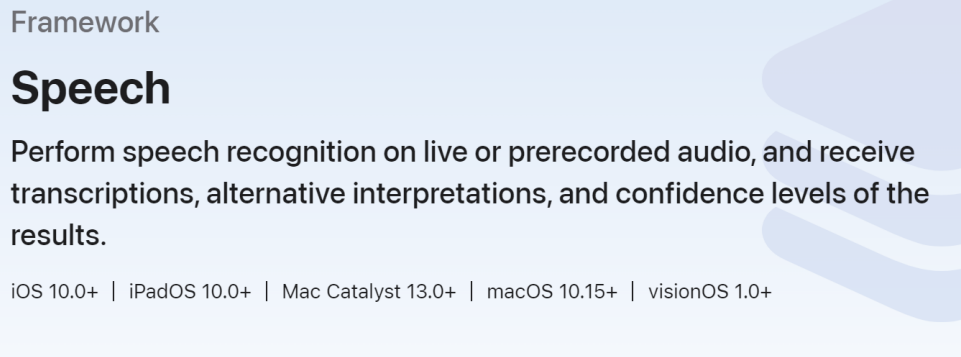 Framework
Speech
Perform speech recognition on live or prerecorded audio, and receive
transcriptions, alternative interpretations, and confidence levels of the
results.
iOS 10.0+ | iPadOS 10.0+ | Mac Catalyst 13.0+ | macOS 10.15+ | visionOS 1.0+